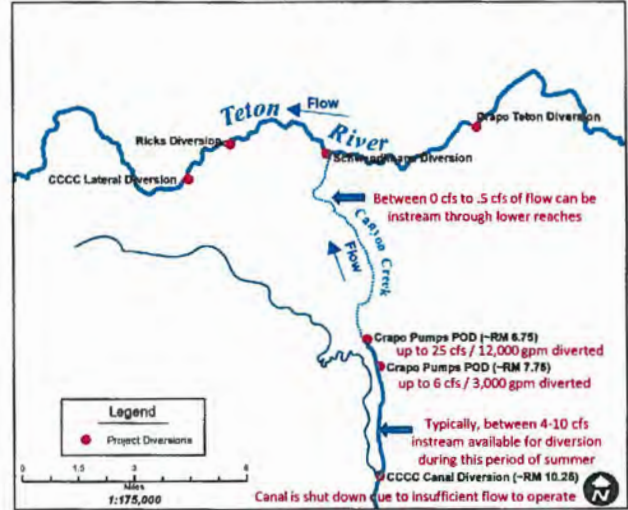 Teton
Flow
River
Crapo Teton Diversion
Ricks Diversion
Schwendiman Diversion
CCCC Lateral Diversion
Between 0 cfs to .5 cfs of flow can be
instream through lower reaches
Canyon Creek
Flow
Crapo Pumps POD (~RM 6.75)
up to 25 cfs / 12,000 gpm diverted
Crapo Pumps POD (~RM 7.75)
up to 6 cfs / 3,000 gpm diverted
Legend
Project Diversions
Typically, between 4-10 cfs
instream available for diversion
during this period of summer
0 1.5 3 6
Miles
1:175,000
CCCC Canal Diversion (~RM 10.25)
Canal is shut down due to insufficient flow to operate
N